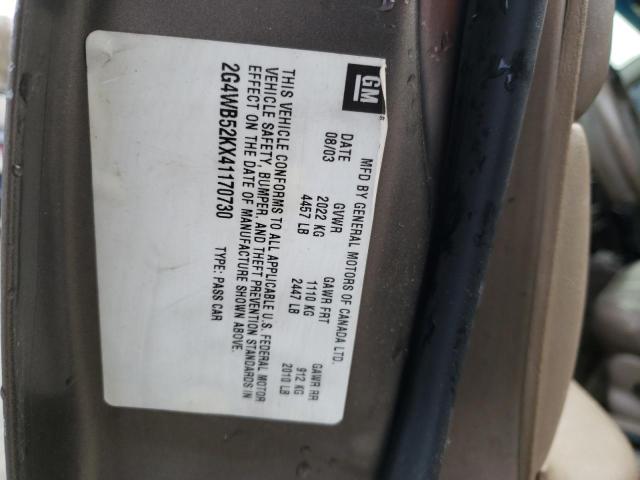 GM
MFD BY GENERAL MOTORS OF CANADA LTD.
DATE GVWR GAWR FRT GAWR RR
08/03 2022 KG 1110 KG 912 KG
4457 LB 2447 LB 2010 LB
THIS VEHICLE CONFORMS TO ALL APPLICABLE U.S. FEDERAL MOTOR
VEHICLE SAFETY, BUMPER, AND THEFT PREVENTION STANDARDS IN
EFFECT ON THE DATE OF MANUFACTURE SHOWN ABOVE.
2G4WB52KX41170730 TYPE: PASS CAR